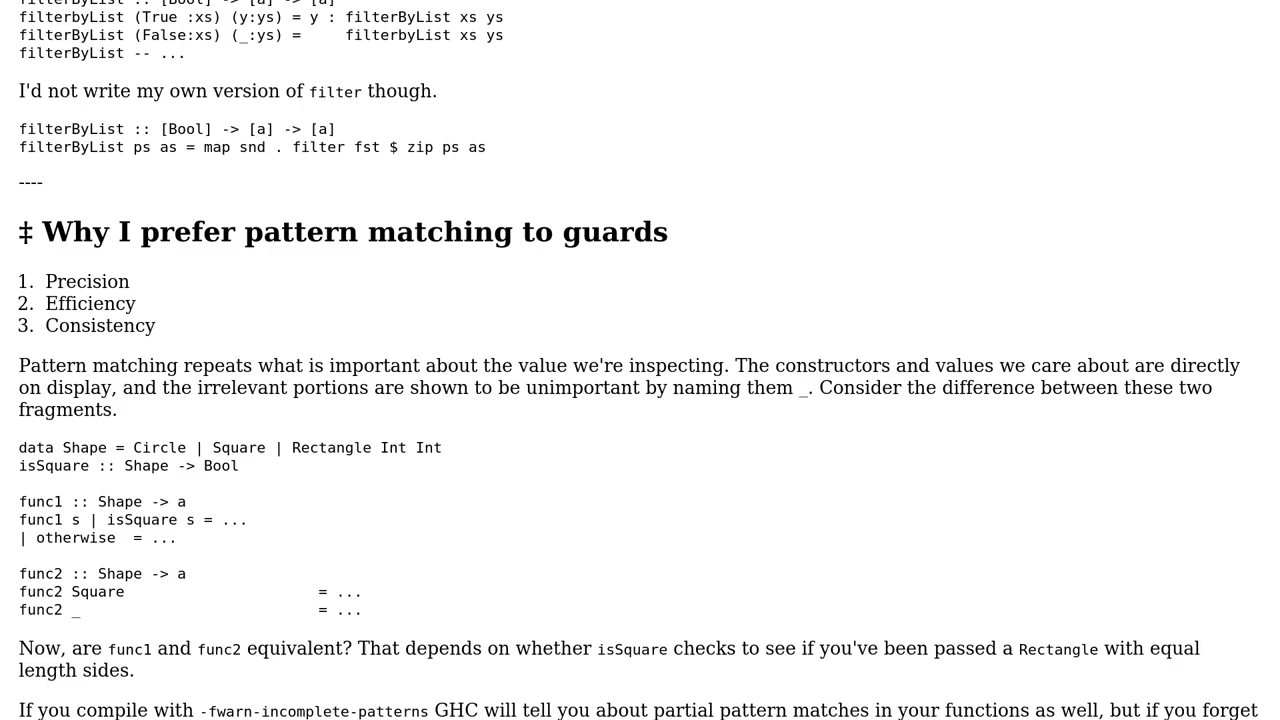 filterByList :: [Bool] -> [a] -> [a]
filterbyList (True :xs) (y:ys) = y : filterByList xs ys
filterByList (False:xs) (_:ys) =     filterbyList xs ys
filterByList -- ...
I'd not write my own version of filter though.
filterByList :: [Bool] -> [a] -> [a]
filterByList ps as = map snd . filter fst $ zip ps as
----
‡ Why I prefer pattern matching to guards
1. Precision
2. Efficiency
3. Consistency
Pattern matching repeats what is important about the value we're inspecting. The constructors and values we care about are directly
on display, and the irrelevant portions are shown to be unimportant by naming them _. Consider the difference between these two
fragments.
data Shape = Circle | Square | Rectangle Int Int
isSquare :: Shape -> Bool
func1 :: Shape -> a
func1 s | isSquare s = ...
| otherwise  = ...
func2 :: Shape -> a
func2 Square                      = ...
func2 _                           = ...
Now, are func1 and func2 equivalent? That depends on whether isSquare checks to see if you've been passed a Rectangle with equal
length sides.
If you compile with -fwarn-incomplete-patterns GHC will tell you about partial pattern matches in your functions as well, but if you forget